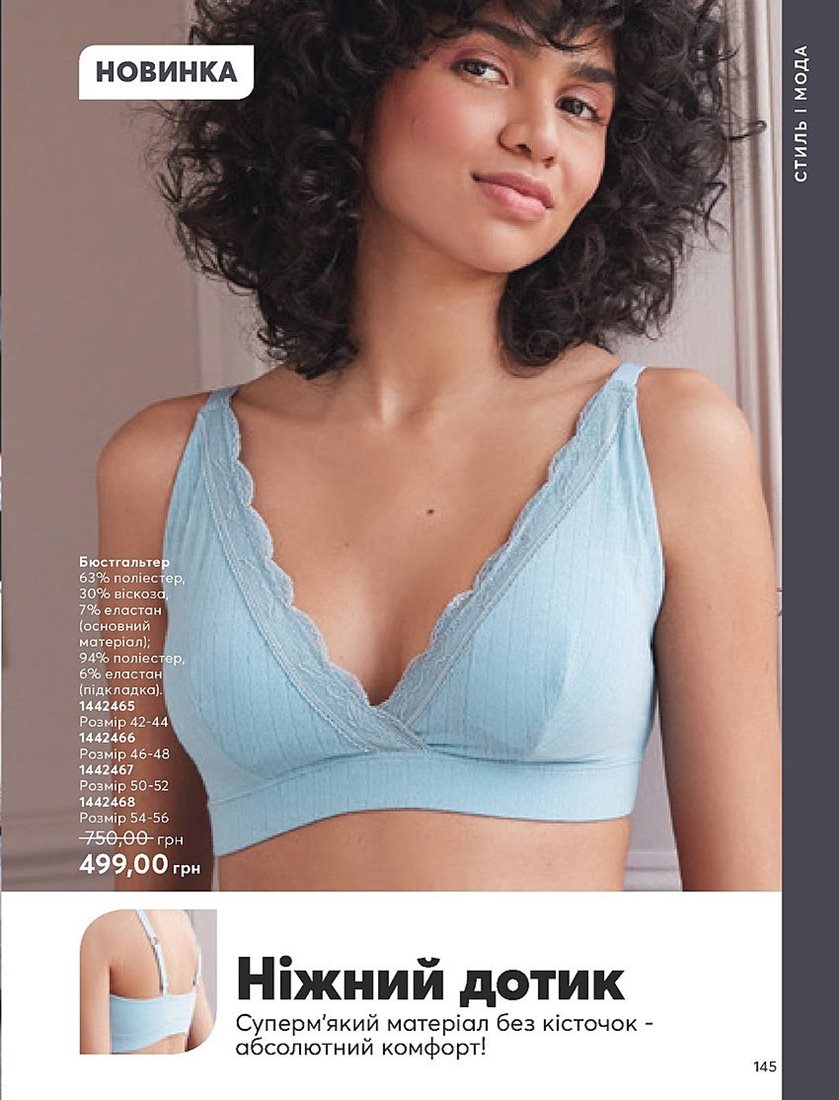 НОВИНКА
СТИЛЬ | МОДА
Бюстгальтер
63% поліестер,
30% віскоза,
7% еластан
(основний
матеріал);
94% поліестер,
6% еластан
(підкладка).
1442465
Розмір 42-44
1442466
Розмір 46-48
1442467
Розмір 50-52
1442468
Розмір 54-56
750,00 грн
499,00 грн
Ніжний дотик
Суперм'який матеріал без кісточок -
абсолютний комфорт!
145